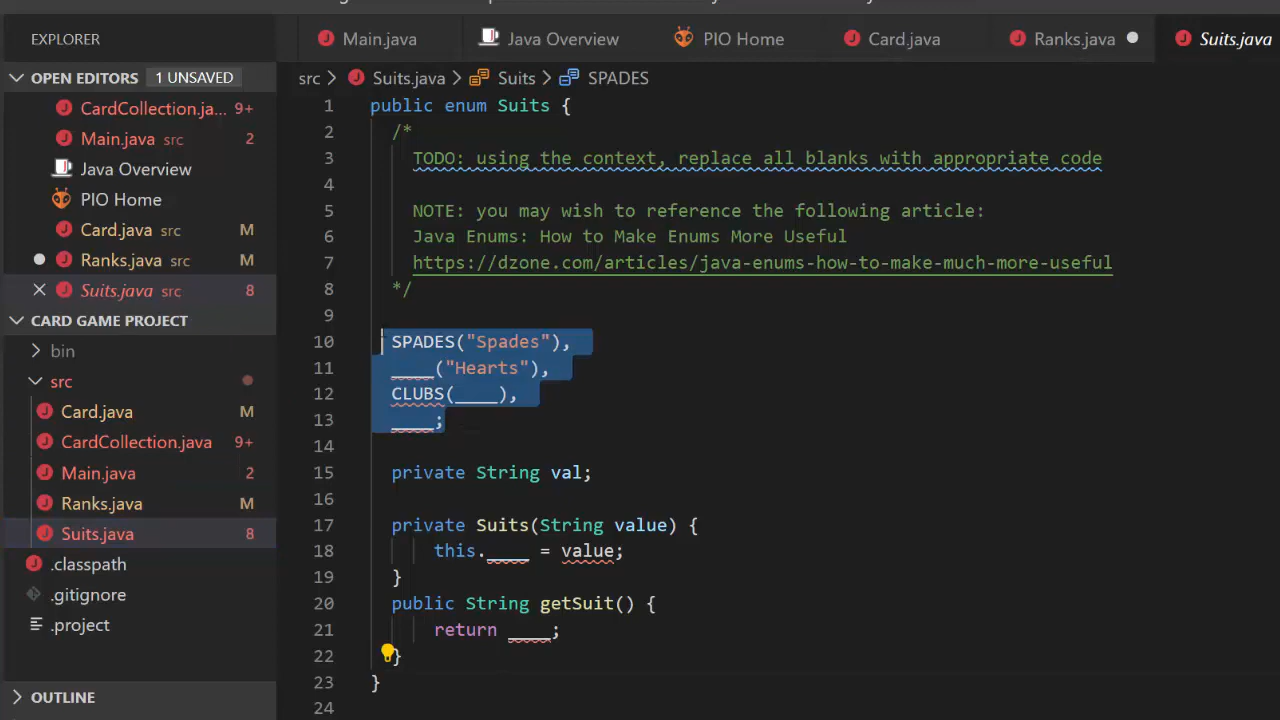 EXPLORER
OPEN EDITORS 1 UNSAVED
CardCollection.ja... 9+
Main.java src 2
Java Overview
PIO Home
Card.java src M
Ranks.java src M
Suits.java src 8
CARD GAME PROJECT
bin
src
Card.java M
CardCollection.java 9+
Main.java 2
Ranks.java M
Suits.java 8
.classpath
.gitignore
.project
OUTLINE
Main.java Java Overview PIO Home Card.java Ranks.java Suits.java
src Suits.java Suits SPADES
1 public enum Suits {
2 /*
3 TODO: using the context, replace all blanks with appropriate code
4
5 NOTE: you may wish to reference the following article:
6 Java Enums: How to Make Enums More Useful
7 https://dzone.com/articles/java-enums-how-to-make-much-more-useful
8 */
9
10 SPADES("Spades"),
11 ____("Hearts"),
12 CLUBS(____),
13 ____;
14
15 private String val;
16
17 private Suits(String value) {
18 this.____ = value;
19 }
20 public String getSuit() {
21 return ____;
22 }
23 }
24